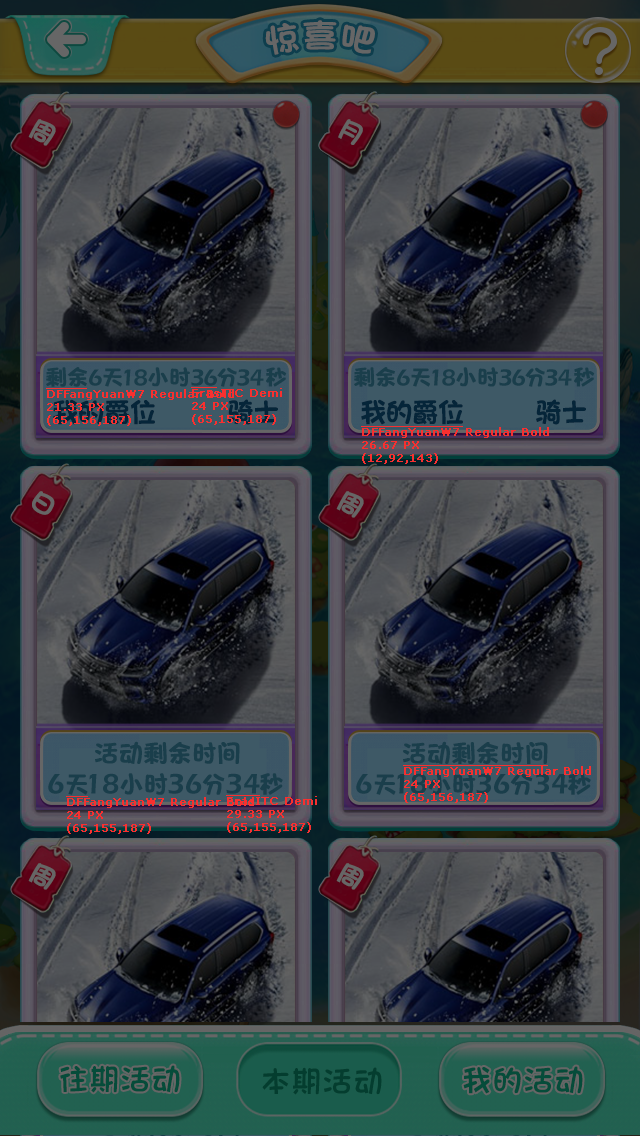 惊喜吧
?
周
月
剩余6天18小时36分34秒
剩余6天18小时36分34秒
DFFangYuanW7 Regular Bold
21.33 PX
(65,156,187)
24 PX
(65,155,187)
我的爵位 骑士
我的爵位 骑士
DFFangYuanW7 Regular Bold
26.67 PX
(12,92,143)
日
周
活动剩余时间
6天18小时36分34秒
活动剩余时间
6天18小时36分34秒
DFFangYuanW7 Regular Bold
24 PX
(65,156,187)
DFFangYuanW7 Regular
24 PX
(65,155,187)
ITC Demi
29.33 PX
(65,155,187)
周
周
往期活动
本期活动
我的活动